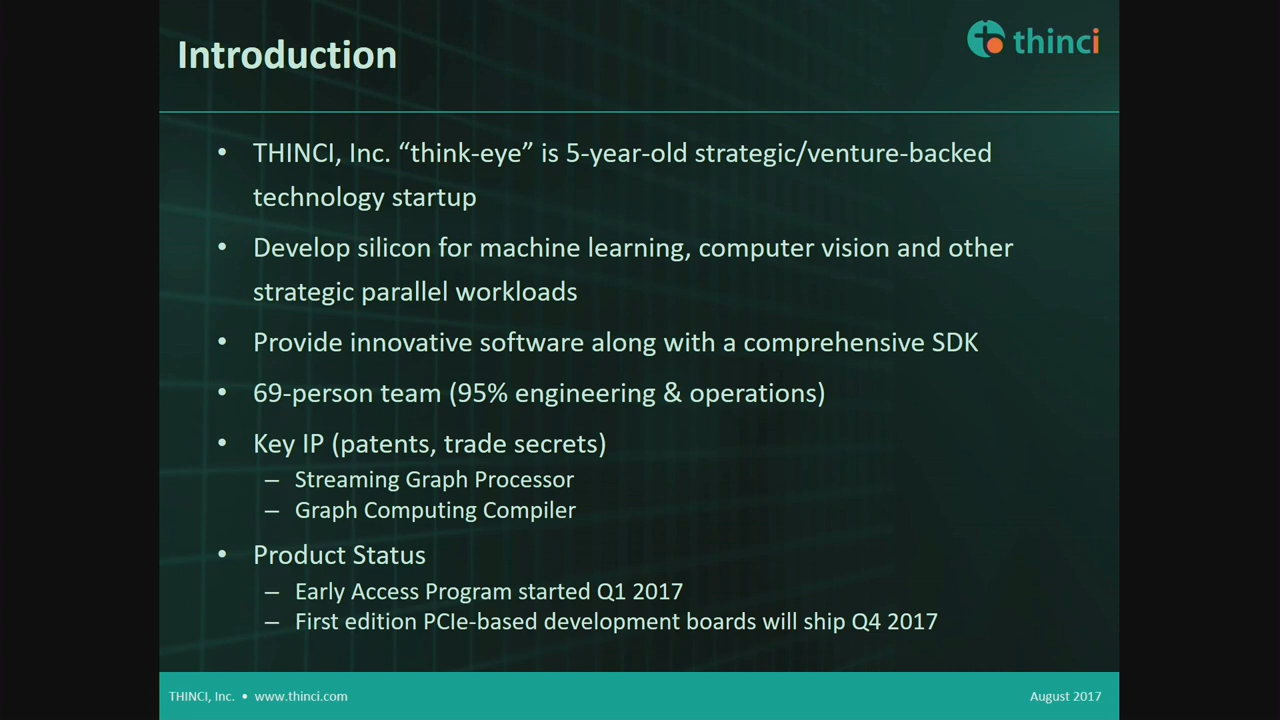 Introduction
thinci
• THINCI, Inc. “think-eye” is 5-year-old strategic/venture-backed
technology startup
• Develop silicon for machine learning, computer vision and other
strategic parallel workloads
• Provide innovative software along with a comprehensive SDK
• 69-person team (95% engineering & operations)
• Key IP (patents, trade secrets)
– Streaming Graph Processor
– Graph Computing Compiler
• Product Status
– Early Access Program started Q1 2017
– First edition PCIe-based development boards will ship Q4 2017
THINCI, Inc. • www.thinci.com
August 2017